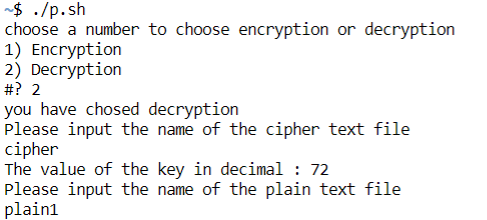 ~$ ./p.sh
choose a number to choose encryption or decryption
1) Encryption
2) Decryption
#? 2
you have chosed decryption
Please input the name of the cipher text file
cipher
The value of the key in decimal : 72
Please input the name of the plain text file
plain1